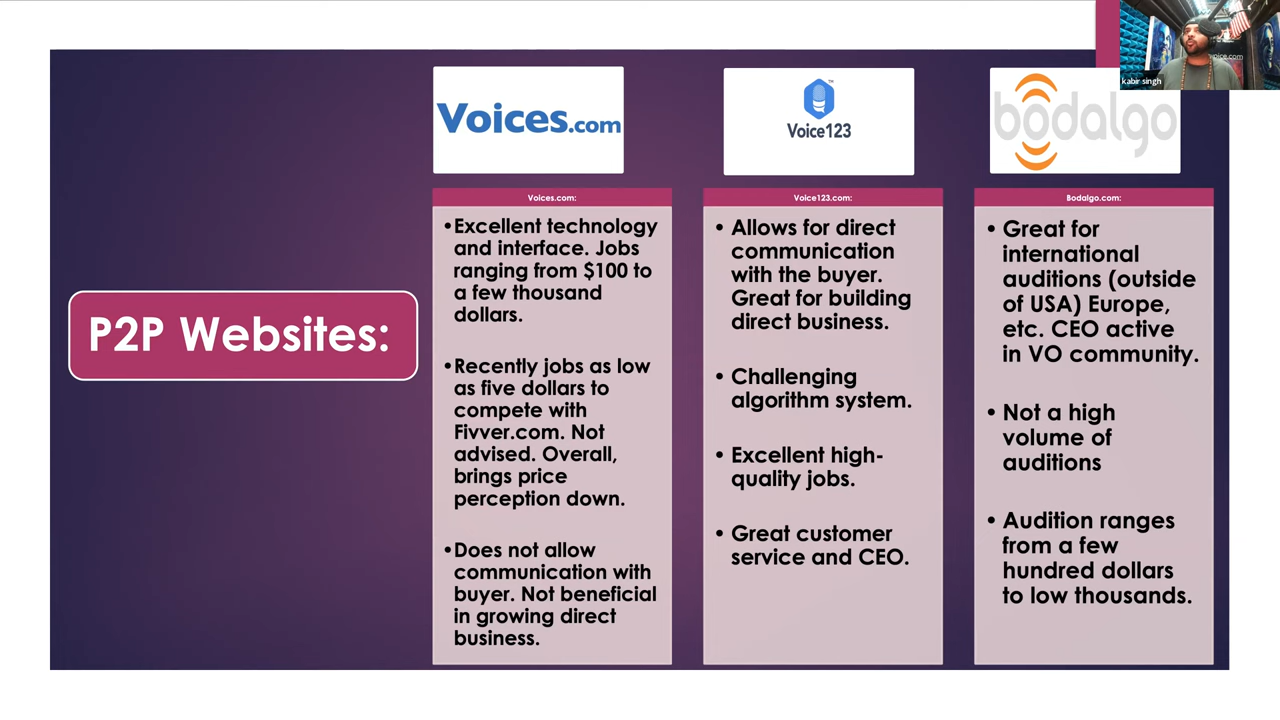 kabir singh
Voices.com
Voice123
bodalgo
P2P Websites:
Voices.com:
•Excellent technology
and interface. Jobs
ranging from $100 to
a few thousand
dollars.
•Recently jobs as low
as five dollars to
compete with
Fivver.com. Not
advised. Overall,
brings price
perception down.
•Does not allow
communication with
buyer. Not beneficial
in growing direct
business.
Voice123.com:
• Allows for direct
communication
with the buyer.
Great for building
direct business.
• Challenging
algorithm system.
• Excellent high-
quality jobs.
• Great customer
service and CEO.
Bodalgo.com:
• Great for
international
auditions (outside
of USA) Europe,
etc. CEO active
in VO community.
• Not a high
volume of
auditions
• Audition ranges
from a few
hundred dollars
to low thousands.